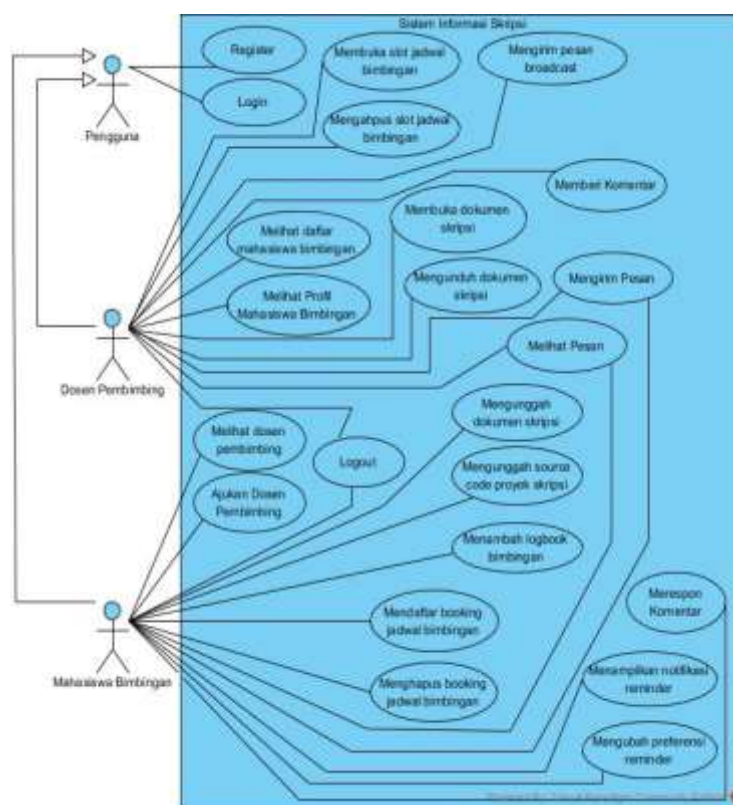 Sistem Informasi Skripsi
Register
Login
Pengguna
Membuka slot jadwal
bimbingan
Mengahpus slot jadwal
bimbingan
Mengirim pesan
broadcast
Memberi Komentar
Melihat daftar
mahasiswa bimbingan
Membuka dokumen
skripsi
Melihat Profil
Mahasiswa Bimbingan
Mengunduh dokumen
skripsi
Mengirim Pesan
Melihat Pesan
Dosen Pembimbing
Melihat dosen
pembimbing
Logout
Mengunggah
dokumen skripsi
Ajukan Dosen
Pembimbing
Mengunggah source
code proyek skripsi
Menambah logbook
bimbingan
Merespon
Komentar
Mendaftar booking
jadwal bimbingan
Mahasiswa Bimbingan
Menghapus booking
jadwal bimbingan
Menampilkan notifikasi
reminder
Mengubah preferensi
reminder